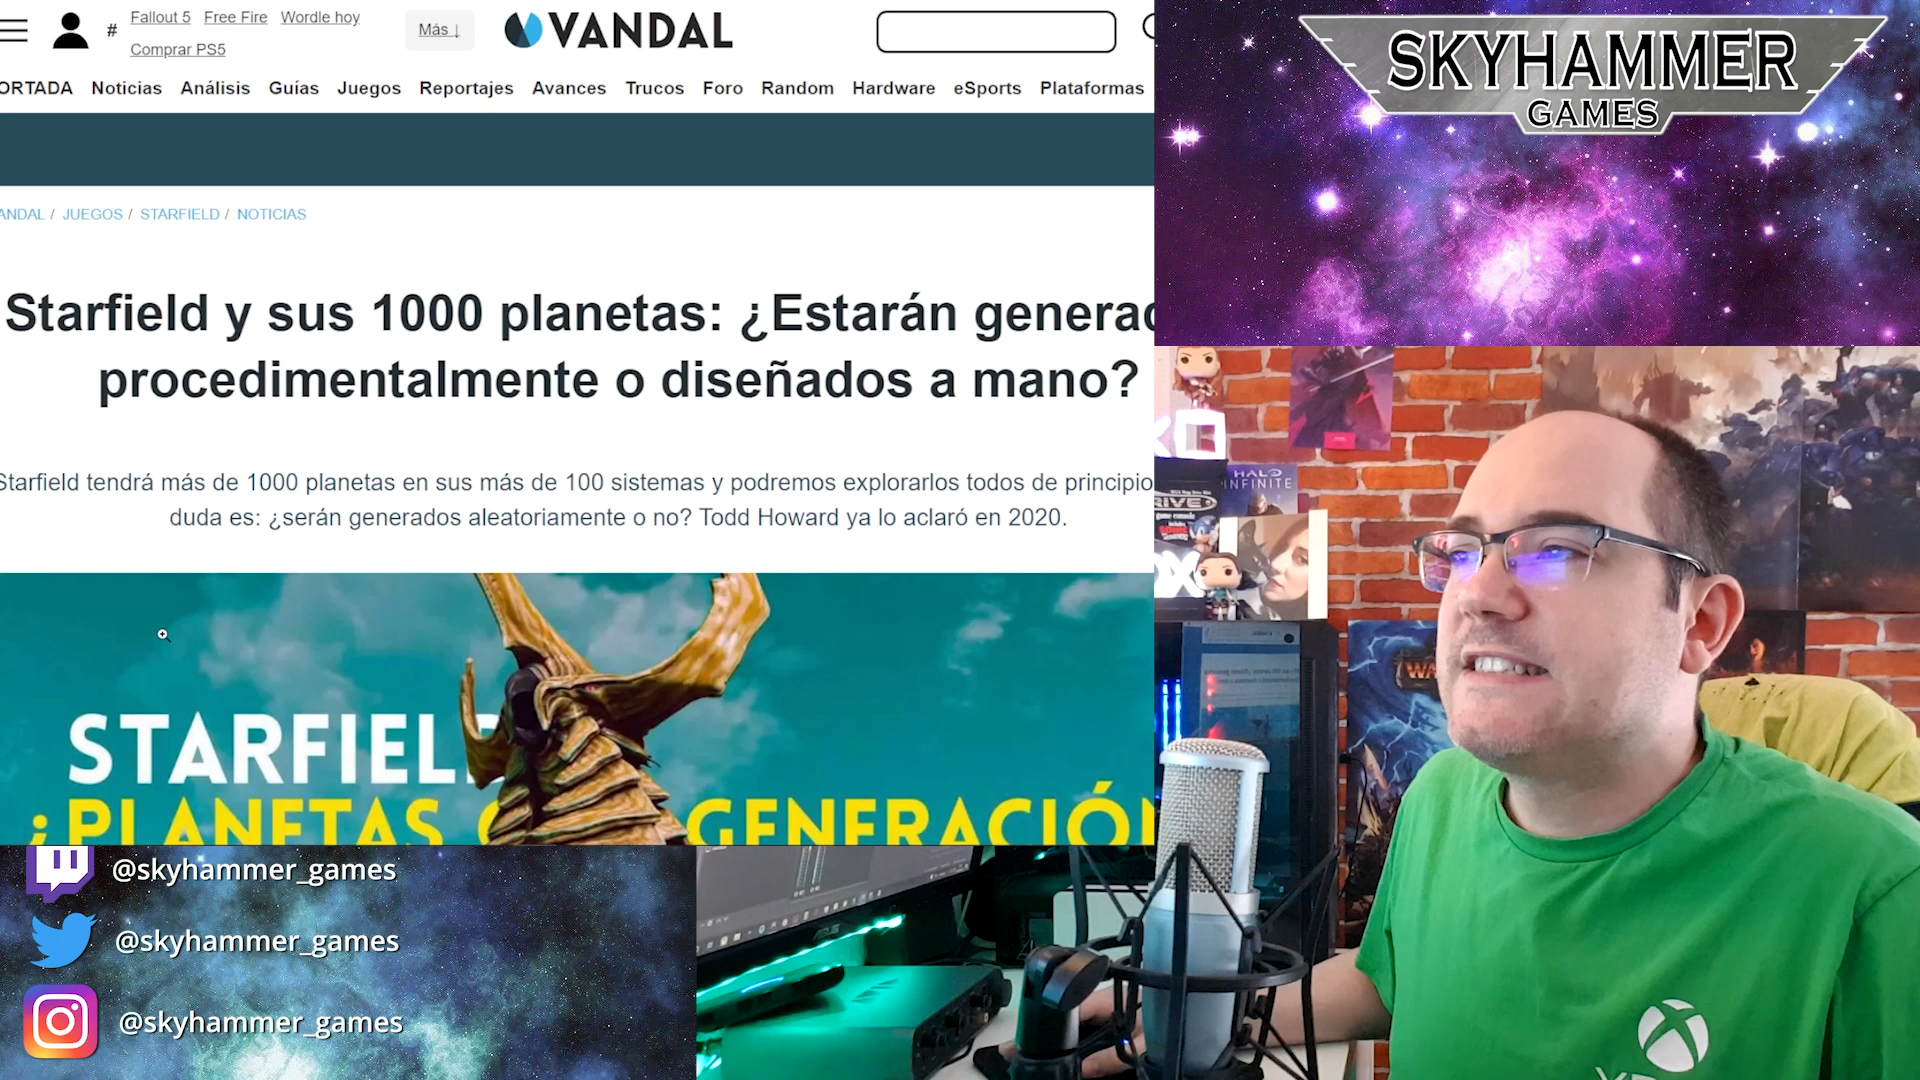 Fallout 5 Free Fire Wordle hoy
#
Comprar PS5
Más ↓
VANDAL
ORTADA Noticias Análisis Guías Juegos Reportajes Avances Trucos Foro Random Hardware eSports Plataformas
ANDAL / JUEGOS / STARFIELD / NOTICIAS
Starfield y sus 1000 planetas: ¿Estarán generac
procedimentalmente o diseñados a mano?
Starfield tendrá más de 1000 planetas en sus más de 100 sistemas y podremos explorarlos todos de principio
duda es: ¿serán generados aleatoriamente o no? Todd Howard ya lo aclaró en 2020.
STARFIEL
¿PLANETAS GENERACIÓN
@skyhammer_games
@skyhammer_games
@skyhammer_games
SKYHAMMER
GAMES
HALO
INFINITE